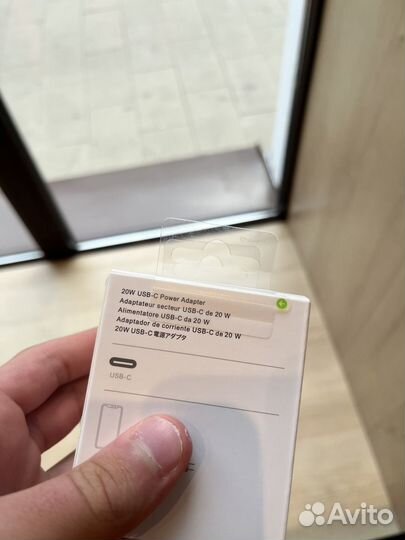 20W USB-C Power Adapter
Adaptateur secteur USB-C de 20 W
Alimentatore USB-C da 20 W
Adaptador de corriente USB-C de 20 W
20W USB-C電源アダプタ
USB-C
Avito